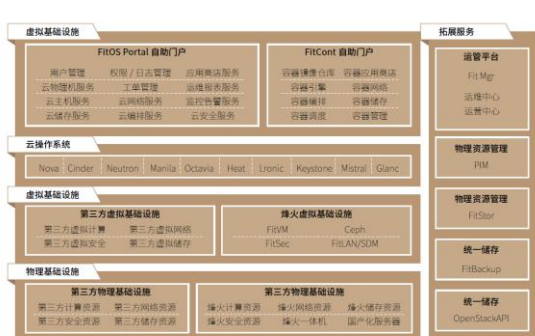 虚拟基础设施
FitOS Portal 自助门户
用户管理 权限 / 日志管理 应用商店服务
云物理机服务 工单管理 运维报表服务
云主机服务 云网络服务 监控告警服务
云储存服务 云编排服务 云安全服务
FitCont 自助门户
容器镜像仓库 容器应用商店
容器引擎 容器网络
容器编排 容器储存
容器调度 容器管理
云操作系统
Nova Cinder Neutron Manila Octavia Heat Lronic Keystone Mistral Glanc
虚拟基础设施
第三方虚拟基础设施
第三方虚拟计算 第三方虚拟网络
第三方虚拟安全 第三方虚拟储存
烽火虚拟基础设施
FitVM Ceph
FitSec FitLAN/SDM
物理基础设施
第三方物理基础设施
第三方计算资源 第三方网络资源
第三方安全资源 第三方储存资源
第三方物理基础设施
烽火计算资源 烽火网络资源 烽火储存资源
烽火安全资源 烽火一体机 国产化服务器
拓展服务
运管平台
Fit Mgr
运维中心
运营中心
物理资源管理
PIM
物理资源管理
FitStor
统一储存
FitBackup
统一储存
OpenStackAPI